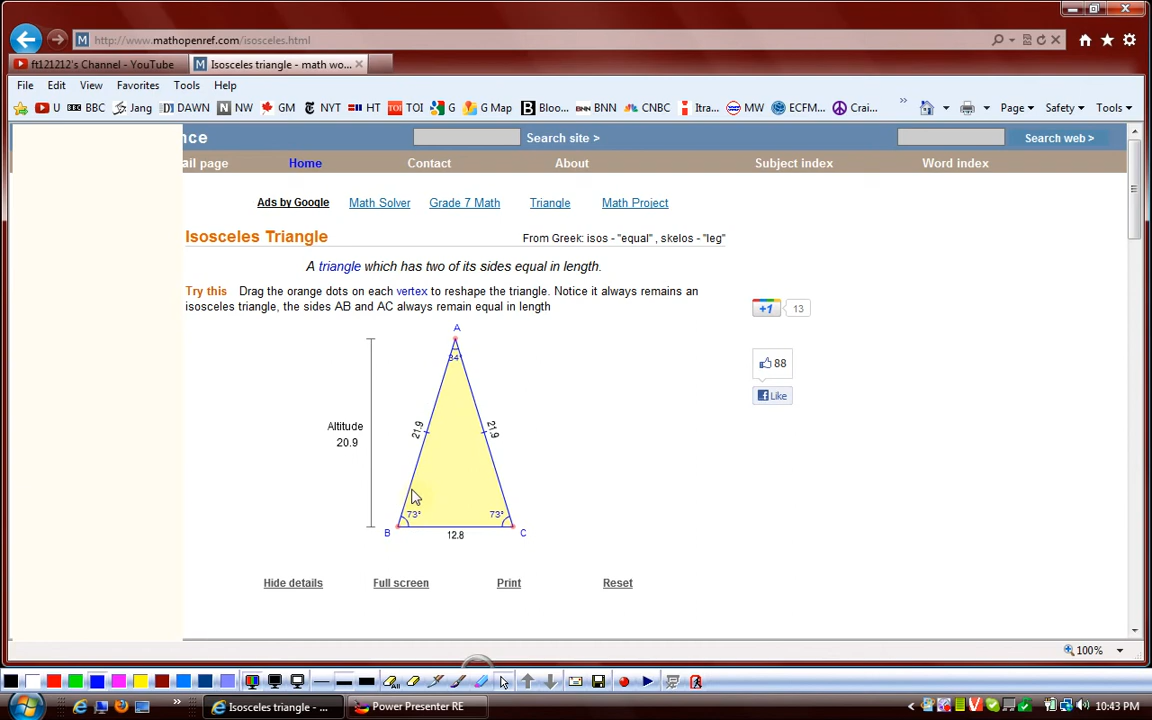 http://www.mathopenref.com/isosceles.html
ft121212's Channel - YouTube
Isosceles triangle - math wo...
File Edit View Favorites Tools Help
U BBC Jang DAWN NW GM NYT HT TOI G G Map Bloo... BNN CNBC Itra... MW ECFM... Crai... Page Safety Tools
nce Search site > Search web >
ail page Home Contact About Subject index Word index
Ads by Google Math Solver Grade 7 Math Triangle Math Project
Isosceles Triangle From Greek: isos - "equal" , skelos - "leg"
A triangle which has two of its sides equal in length.
Try this Drag the orange dots on each vertex to reshape the triangle. Notice it always remains an
isosceles triangle, the sides AB and AC always remain equal in length
+1 13
A
34°
88
Like
Altitude
20.9
21.9 21.9
73° 73°
B C
12.8
Hide details Full screen Print Reset
100%
Isosceles triangle - ... Power Presenter RE 10:43 PM